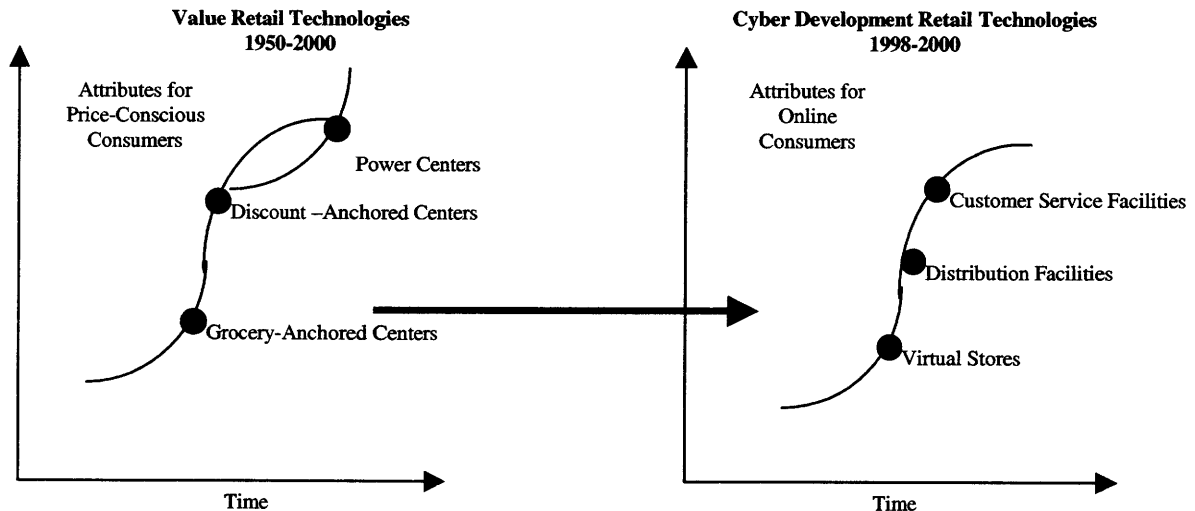 Value Retail Technologies
1950-2000
Attributes for
Price-Conscious
Consumers
Power Centers
Discount –Anchored Centers
Grocery-Anchored Centers
Time
Cyber Development Retail Technologies
1998-2000
Attributes for
Online
Consumers
Customer Service Facilities
Distribution Facilities
Virtual Stores
Time